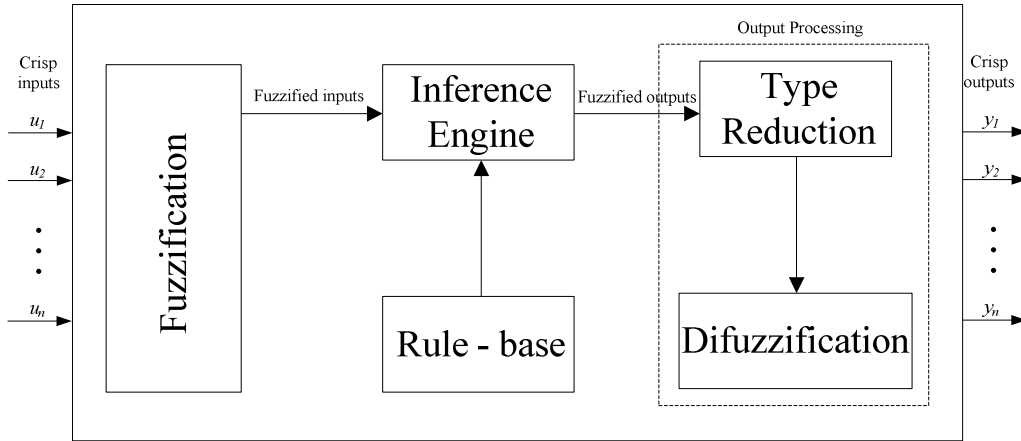 Output Processing
Crisp
inputs
u1
u2
un
Fuzzification
Fuzzified inputs
Inference
Engine
Rule - base
Fuzzified outputs
Type
Reduction
Difuzzification
Crisp
outputs
y1
y2
yn